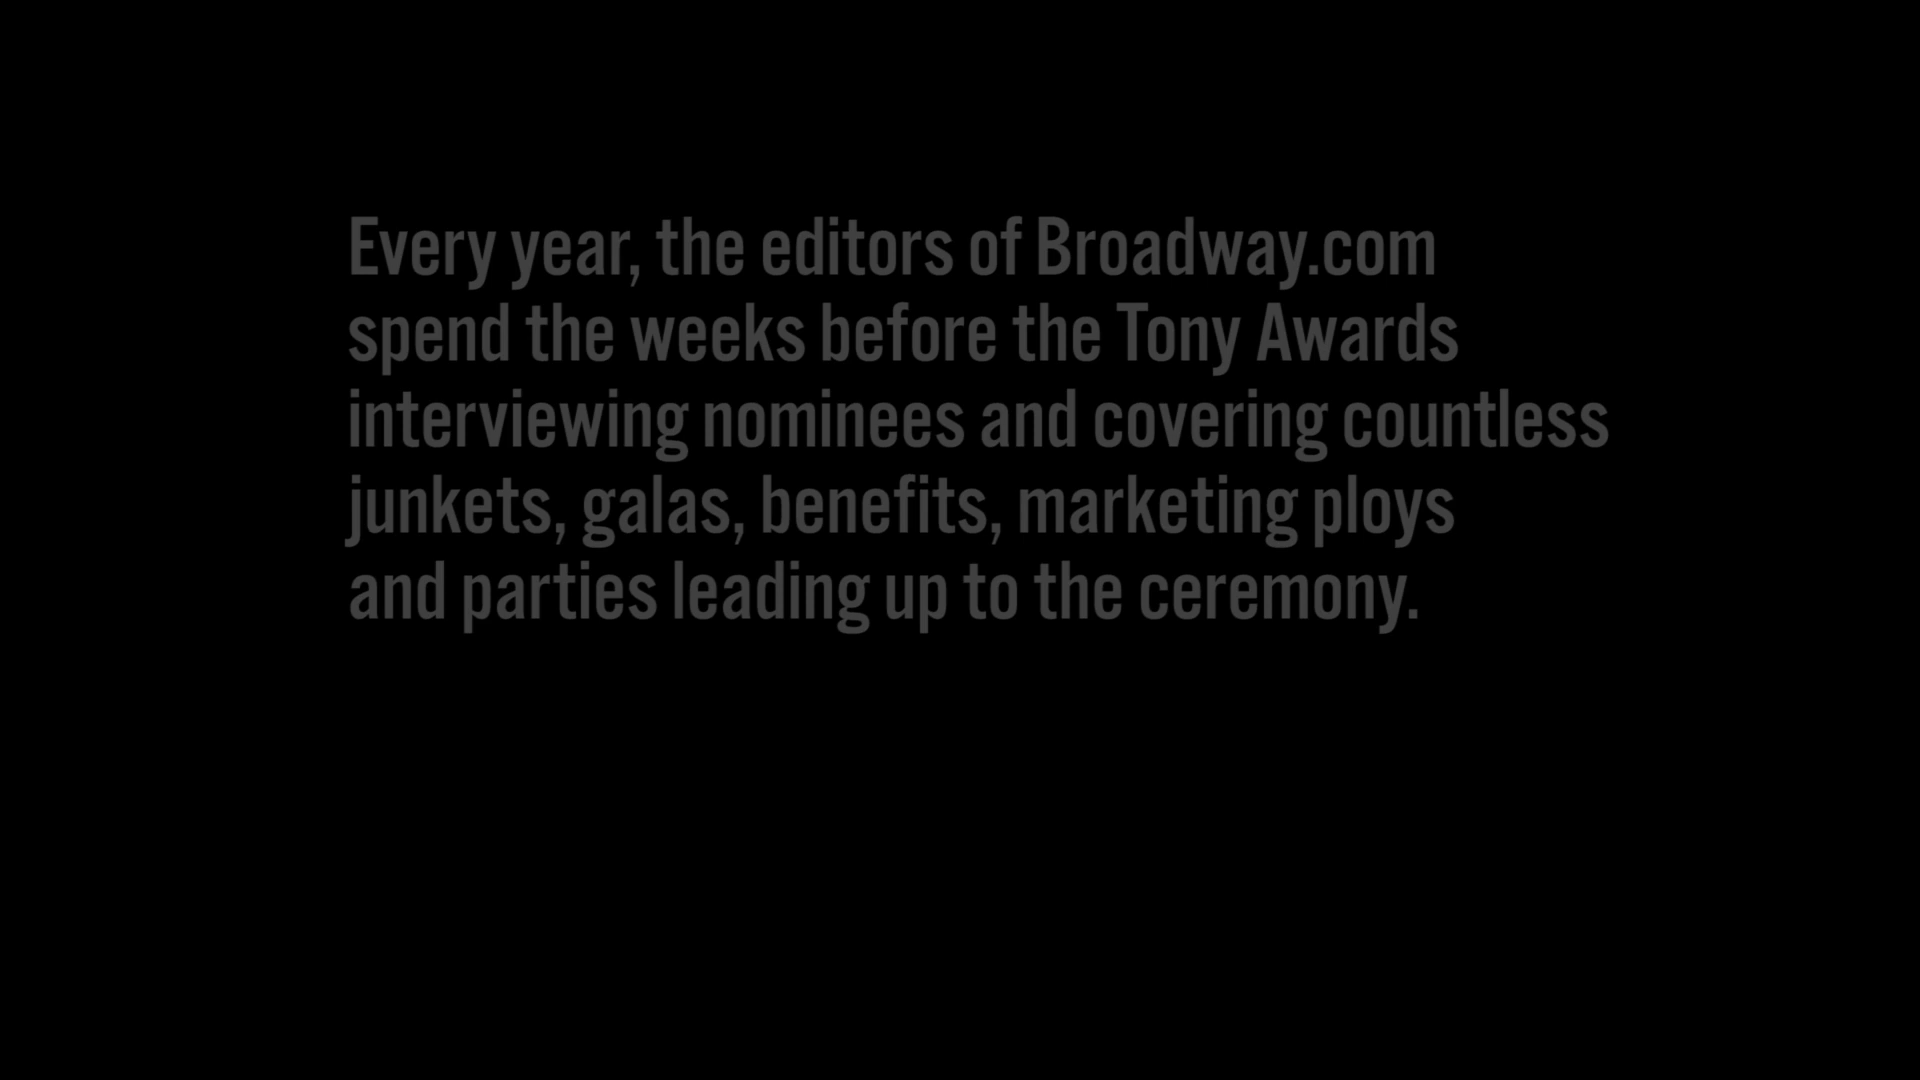 Every year, the editors of Broadway.com
spend the weeks before the Tony Awards
interviewing nominees and covering countless
junkets, galas, benefits, marketing ploys
and parties leading up to the ceremony.